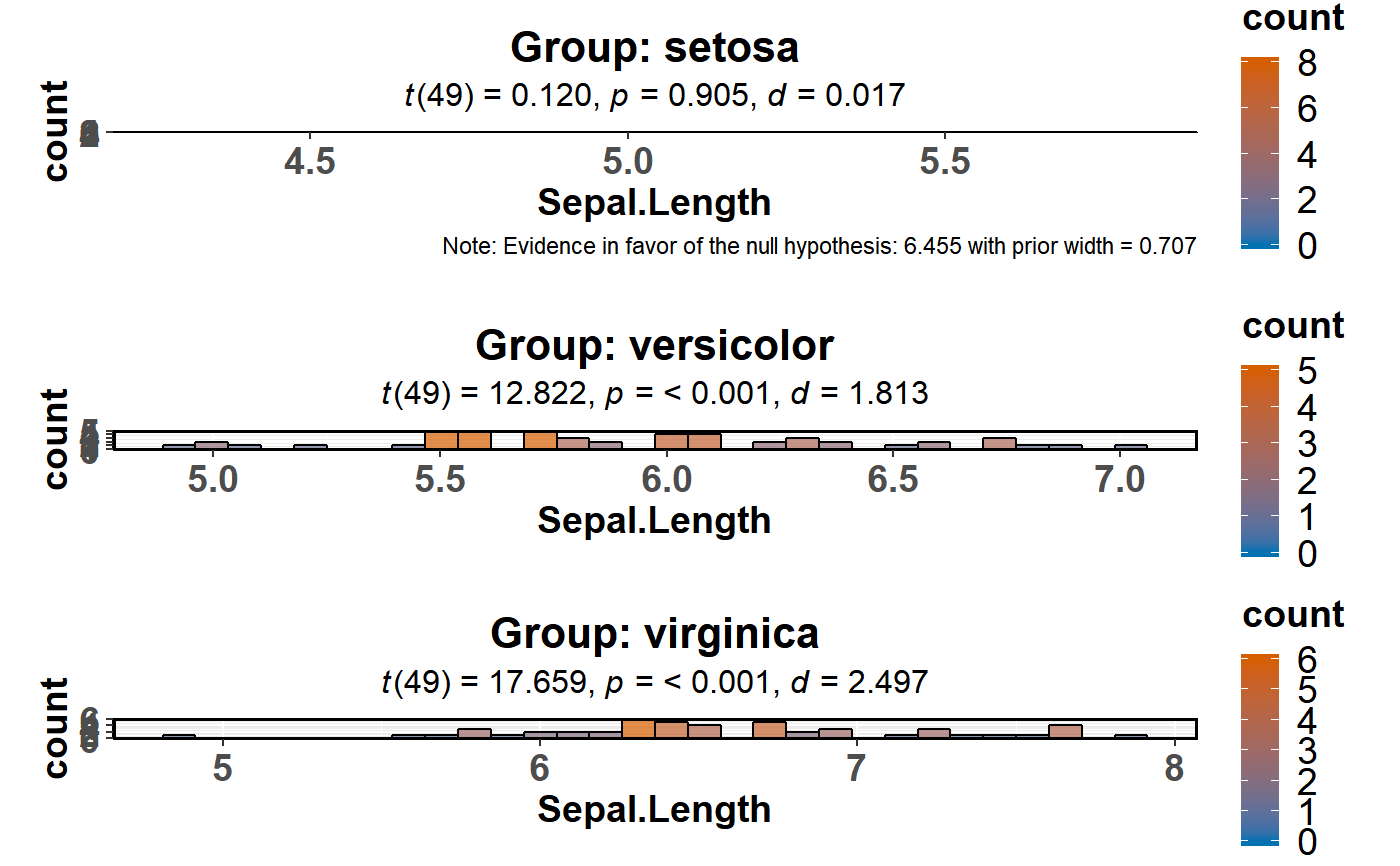 count
Group: setosa
8
t(49) = 0.120, p = 0.905, d = 0.017
6
count
4
4.5 5.0 5.5
2
Sepal.Length
0
Note: Evidence in favor of the null hypothesis: 6.455 with prior width = 0.707
count
Group: versicolor
5
t(49) = 12.822, p = < 0.001, d = 1.813
4
count
3
5.0 5.5 6.0 6.5 7.0
2
1
Sepal.Length
0
count
Group: virginica
6
t(49) = 17.659, p = < 0.001, d = 2.497
5
4
count
3
5 6 7 8
2
1
Sepal.Length
0